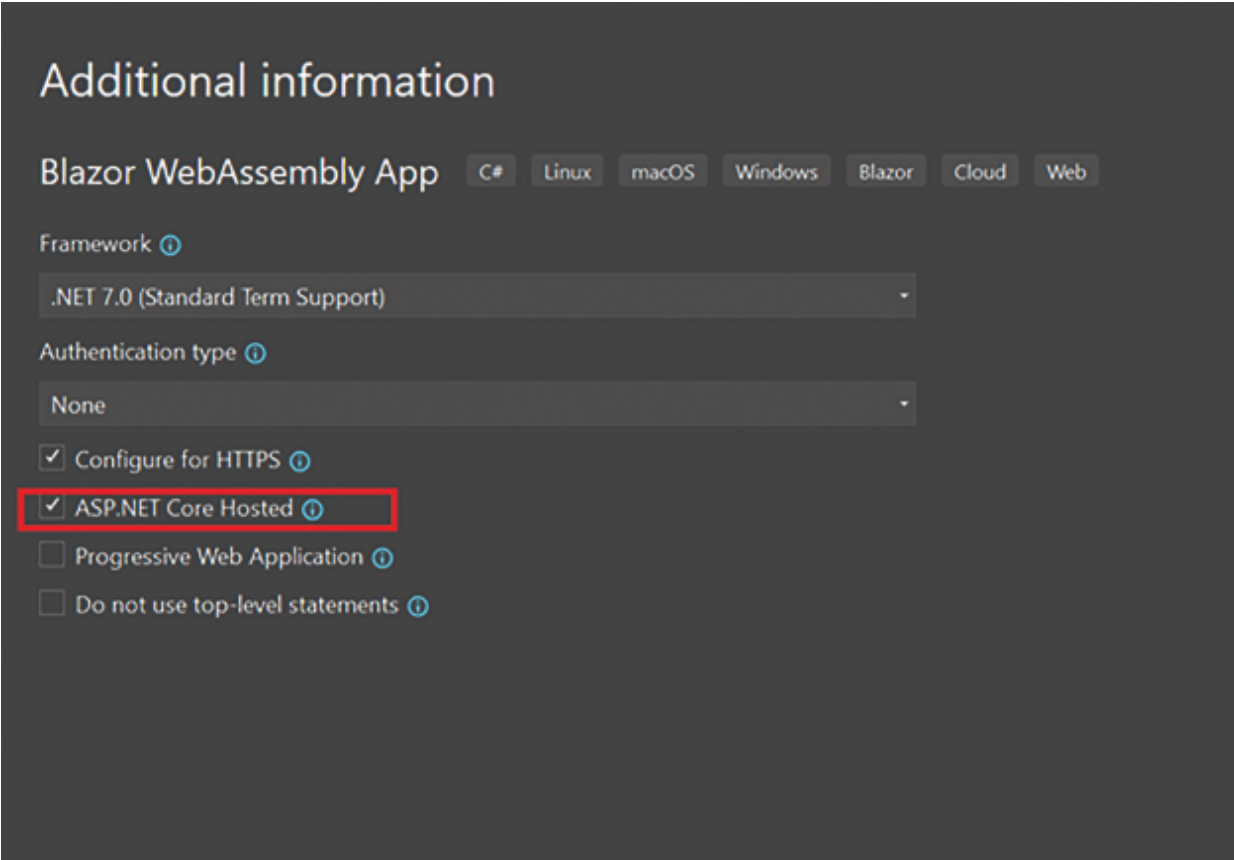 Additional information
Blazor WebAssembly App C# Linux macOS Windows Blazor Cloud Web
Framework
.NET 7.0 (Standard Term Support)
Authentication type
None
Configure for HTTPS
ASP.NET Core Hosted
Progressive Web Application
Do not use top-level statements